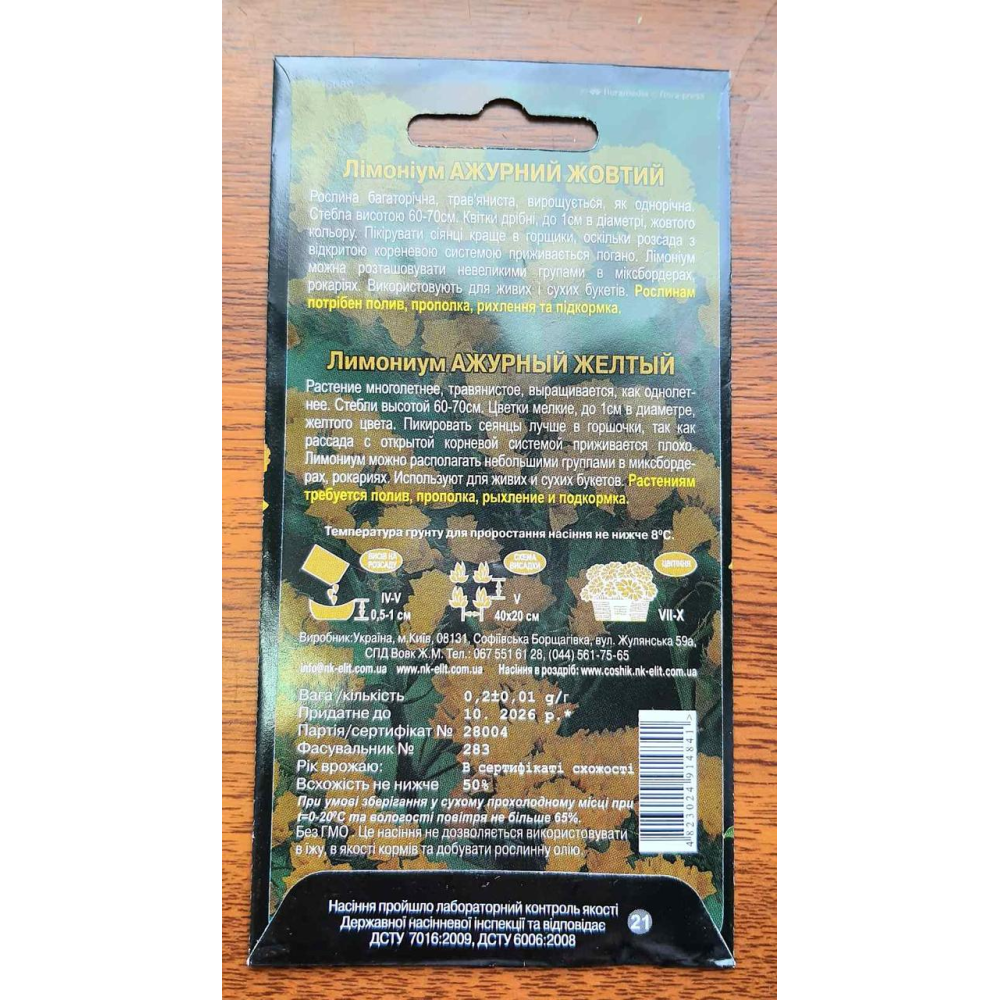 Лімоніум АЖУРНИЙ ЖОВТИЙ
Рослина багаторічна, трав'яниста, вирощується, як однорічна.
Стебла висотою 60-70см. Квітки дрібні, до 1см в діаметрі, жовтого
кольору. Пікірувати сіянці краще в горщики, оскільки розсада з
відкритою кореневою системою приживається погано. Лімоніум
можна розташовувати невеликими групами в міксбордерах,
рокаріях. Використовують для живих і сухих букетів. Рослинам
потрібен полив, прополка, рихлення та підкормка.
Лимониум АЖУРНЫЙ ЖЕЛТЫЙ
Растение многолетнее, травянистое, выращивается, как однолет-
нее. Стебли высотой 60-70см. Цветки мелкие, до 1см в диаметре,
желтого цвета. Пикировать сеянцы лучше в горшочки, так как
рассада с открытой корневой системой приживается плохо.
Лимониум можно располагать небольшими группами в миксборде-
рах, рокариях. Используют для живых и сухих букетов. Растениям
требуется полив, прополка, рыхление и подкормка.
Температура грунту для проростання насіння не нижче 8°С.
ВИСІВ НА
РОЗСАДУ
IV-V
0,5-1 см
СХЕМА
ВИСАДКИ
V
40x20 см
ЦВІТІННЯ
VII-X
Виробник:Україна, м.Київ, 08131, Софіївська Борщагівка, вул. Жулянська 59а,
СПД Вовк Ж.М. Тел.: 067 551 61 28, (044) 561-75-65
info@nk-elit.com.ua www.nk-elit.com.ua Насіння в роздріб: www.coshik.nk-elit.com.ua
Вага /кількість 0,2±0,01 g/г
Придатне до 10. 2026 р.*
Партія/сертифікат № 28004
Фасувальник № 283
Рік врожаю: В сертифікаті схожості
Всхожість не нижче 50%
При умові зберігання у сухому прохолодному місці при
t=0-20°С та вологості повітря не більше 65%.
Без ГМО . Це насіння не дозволяється використовувати
в їжу, в якості кормів та добувати рослинну олію.
4823024914841
Насіння пройшло лабораторний контроль якості
Державної насінневої інспекції та відповідає
ДСТУ 7016:2009, ДСТУ 6006:2008
21